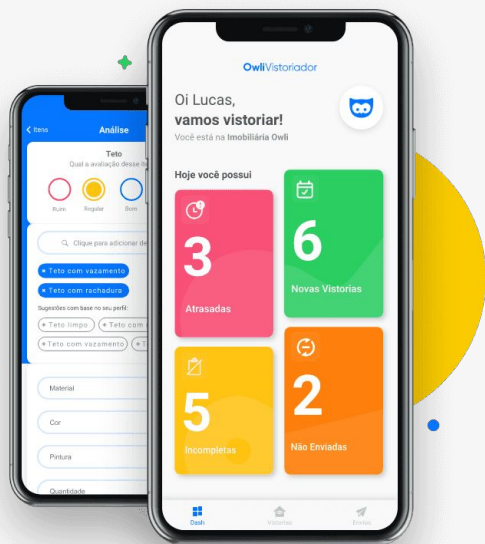 OwliVistoriador
Oi Lucas,
vamos vistoriar!
Você está na Imobiliária Owli
Hoje você possui
3
Atrasadas
6
Novas Vistorias
5
Incompletas
2
Não Enviadas
Dash
Vistorias
Enviar
Itens
Análise
Teto
Qual a avaliação desse
Ruim
Regular
Bom
Clique para adicionar de
Teto com vazamento
Teto com rachadura
Sugestões com base no seu perfil:
+ Teto limpo
+ Teto com
+ Teto com vazamento
+ T
Material
Cor
Pintura
Quantidade